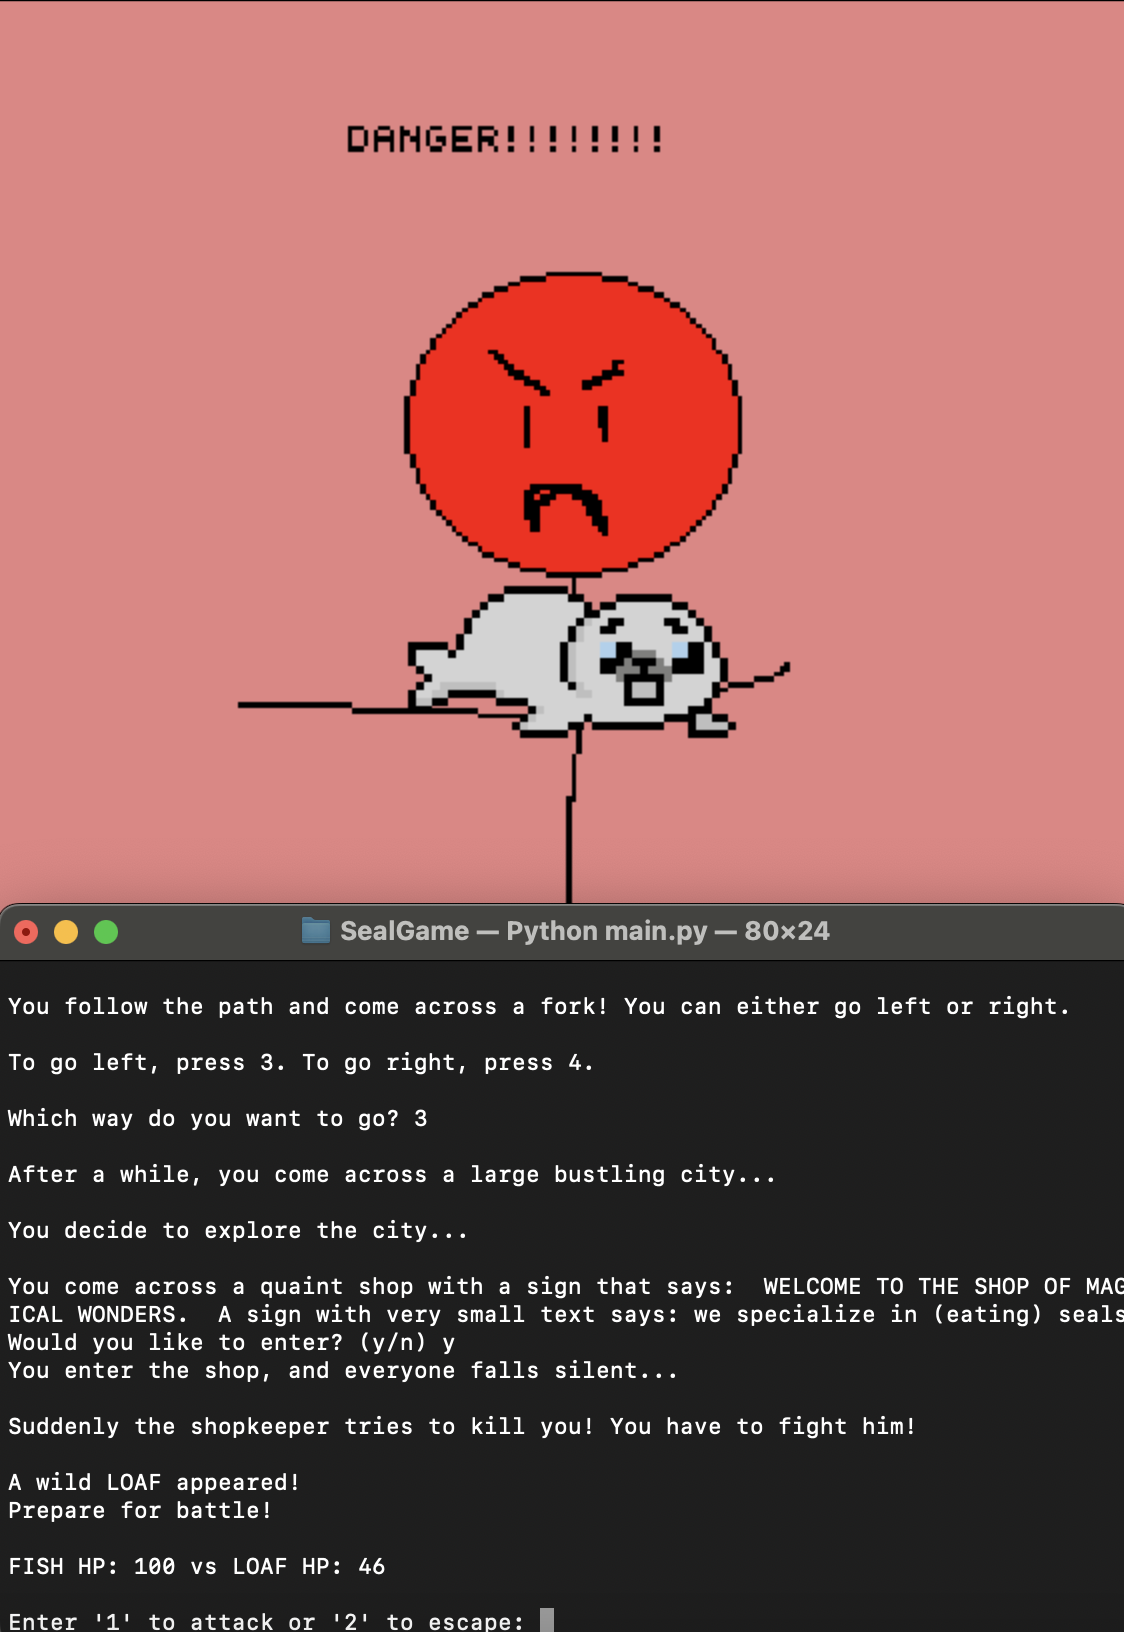 DANGER!!!!!!!!
SealGame — Python main.py — 80×24
You follow the path and come across a fork! You can either go left or right.
To go left, press 3. To go right, press 4.
Which way do you want to go? 3
After a while, you come across a large bustling city...
You decide to explore the city...
You come across a quaint shop with a sign that says:  WELCOME TO THE SHOP OF MAG
ICAL WONDERS.  A sign with very small text says: we specialize in (eating) seals
Would you like to enter? (y/n) y
You enter the shop, and everyone falls silent...
Suddenly the shopkeeper tries to kill you! You have to fight him!
A wild LOAF appeared!
Prepare for battle!
FISH HP: 100 vs LOAF HP: 46
Enter '1' to attack or '2' to escape: